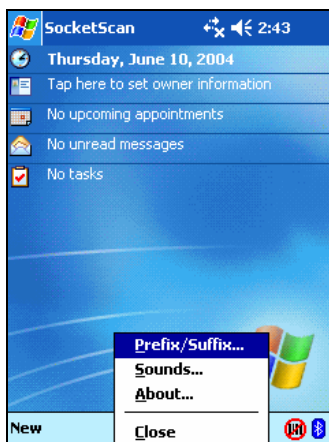 SocketScan 2:43
Thursday, June 10, 2004
Tap here to set owner information
No upcoming appointments
No unread messages
No tasks
Prefix/Suffix...
Sounds...
About...
New Close